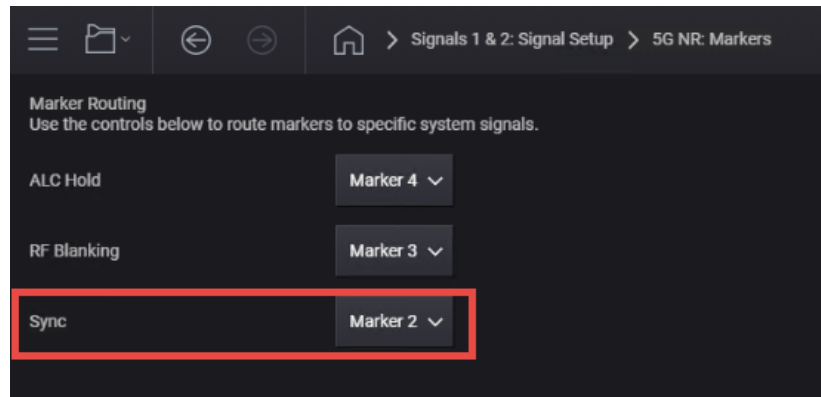 Signals 1 & 2: Signal Setup > 5G NR: Markers
Marker Routing
Use the controls below to route markers to specific system signals.
ALC Hold Marker 4
RF Blanking Marker 3
Sync Marker 2